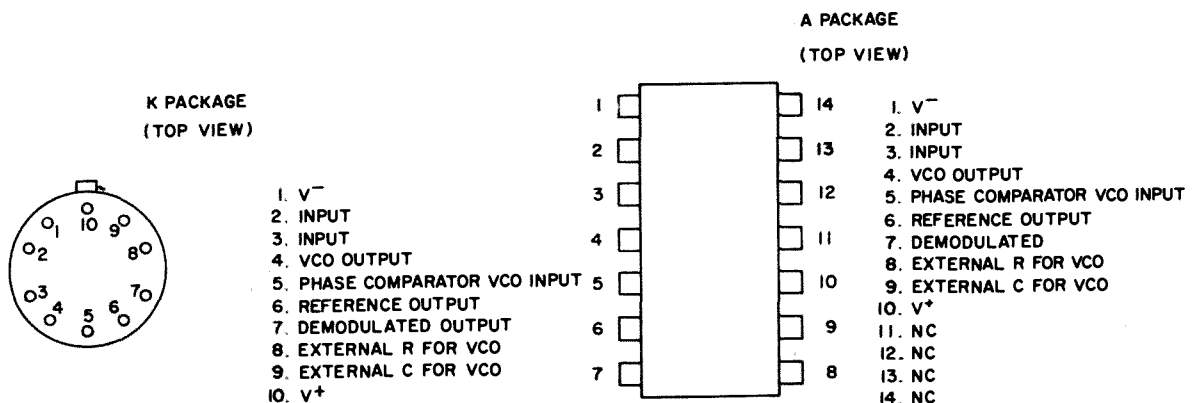 K PACKAGE
(TOP VIEW)
10
1
9
2
8
3
7
4
5
6
1. V⁻
2. INPUT
3. INPUT
4. VCO OUTPUT
5. PHASE COMPARATOR VCO INPUT
6. REFERENCE OUTPUT
7. DEMODULATED OUTPUT
8. EXTERNAL R FOR VCO
9. EXTERNAL C FOR VCO
10. V⁺
A PACKAGE
(TOP VIEW)
1
2
3
4
5
6
7
14
13
12
11
10
9
8
1. V⁻
2. INPUT
3. INPUT
4. VCO OUTPUT
5. PHASE COMPARATOR VCO INPUT
6. REFERENCE OUTPUT
7. DEMODULATED
8. EXTERNAL R FOR VCO
9. EXTERNAL C FOR VCO
10. V⁺
11. NC
12. NC
13. NC
14. NC